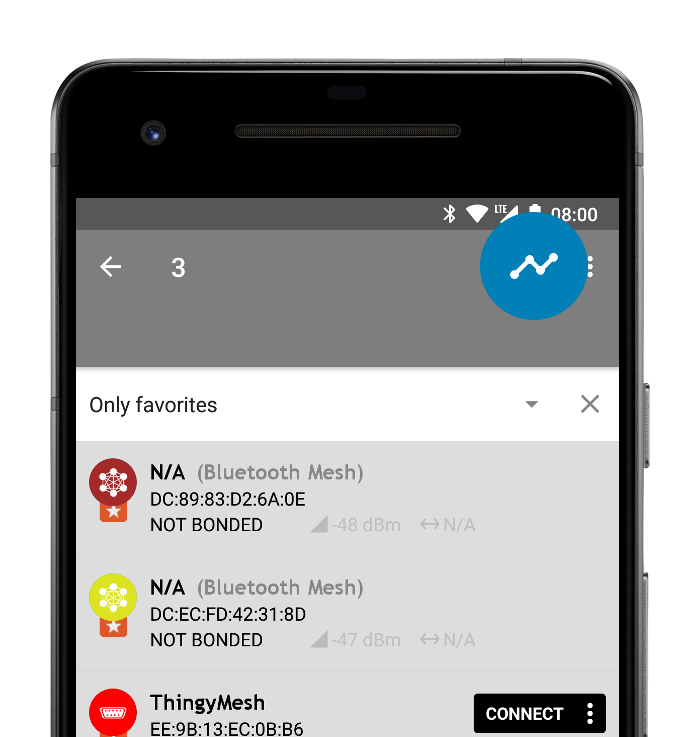 LTE 08:00
3
Only favorites
N/A (Bluetooth Mesh)
DC:89:83:D2:6A:0E
NOT BONDED -48 dBm N/A
N/A (Bluetooth Mesh)
DC:EC:FD:42:31:8D
NOT BONDED -47 dBm N/A
ThingyMesh
CONNECT
EE:9B:13:EC:0B:B6